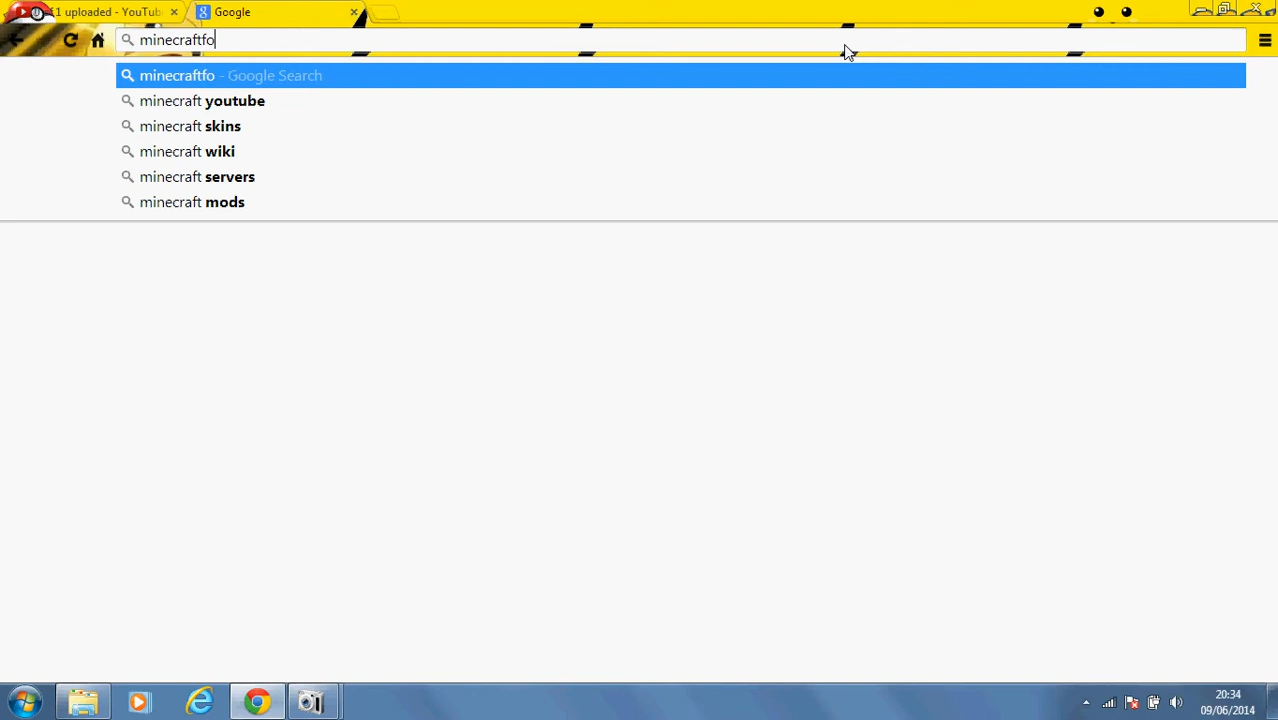 11 uploaded - YouTub
Google
minecraftfo
minecraftfo - Google Search
minecraft youtube
minecraft skins
minecraft wiki
minecraft servers
minecraft mods
20:34
09/06/2014